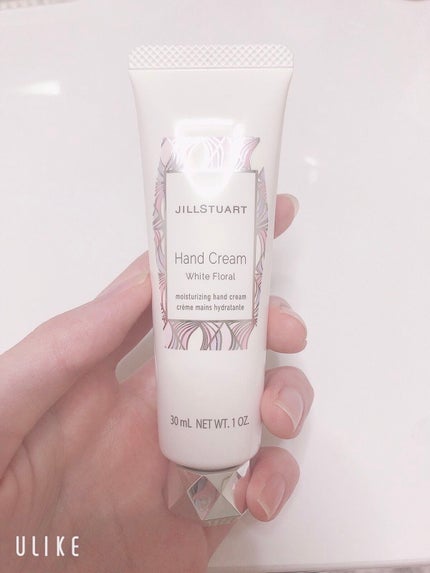 JILLSTUART
Hand Cream
White Floral
moisturizing hand cream
crème mains hydratante
30 mL NET WT. 1 OZ.
ULIKE